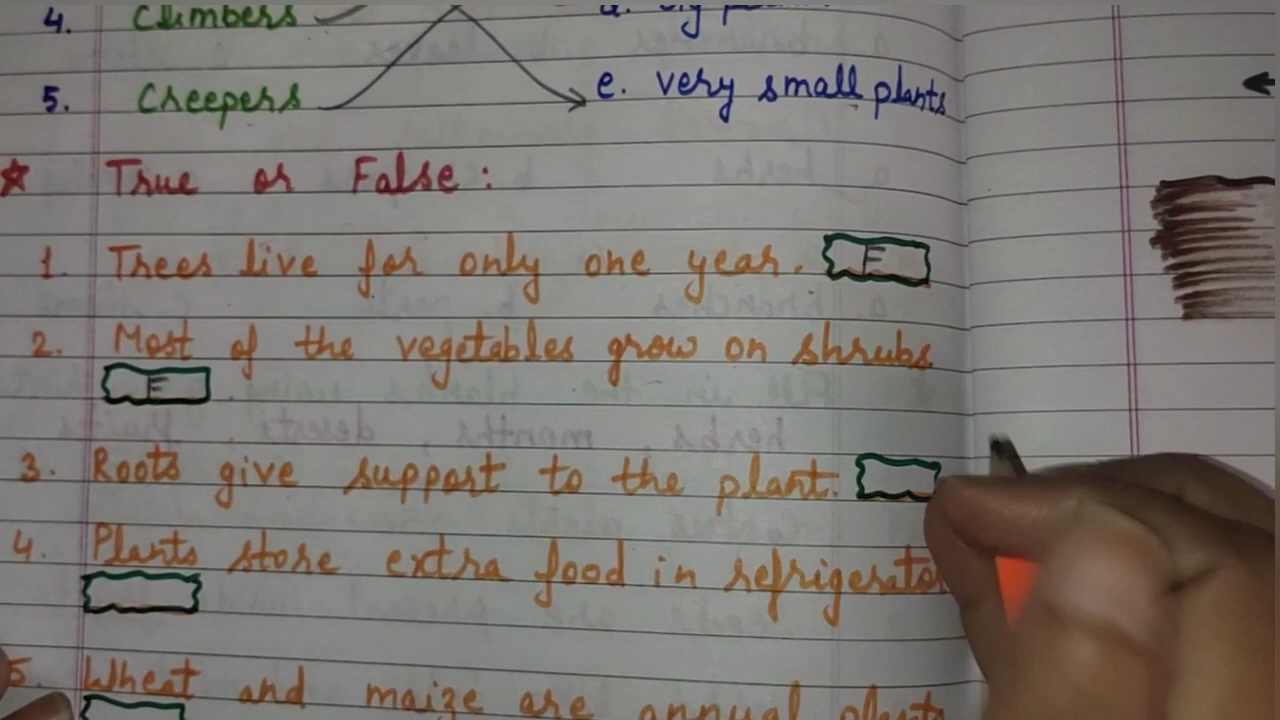 4. Climbers
5. Creepers e. very small plants
True or False:
1. Trees live for only one year. F
2. Most of the vegetables grow on shrubs
F .
3. Roots give support to the plant.
4. Plants store extra food in refrigerator
5. Wheat and maize are annual plants